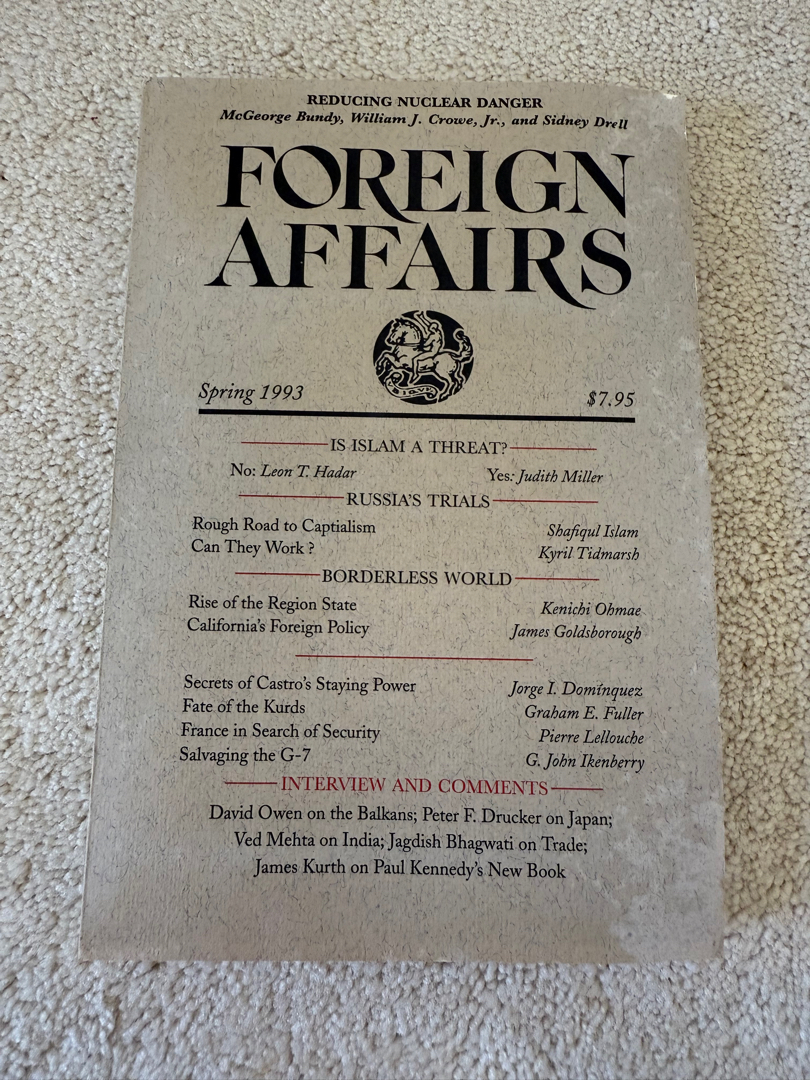 REDUCING NUCLEAR DANGER
McGeorge Bundy, William J. Crowe, Jr., and Sidney Drell
FOREIGN
AFFAIRS
Spring 1993 $7.95
IS ISLAM A THREAT?
No: Leon T. Hadar Yes: Judith Miller
RUSSIA'S TRIALS
Rough Road to Captialism Shafiqul Islam
Can They Work ? Kyril Tidmarsh
BORDERLESS WORLD
Rise of the Region State Kenichi Ohmae
California's Foreign Policy James Goldsborough
Secrets of Castro's Staying Power Jorge I. Domínquez
Fate of the Kurds Graham E. Fuller
France in Search of Security Pierre Lellouche
Salvaging the G-7 G. John Ikenberry
INTERVIEW AND COMMENTS
David Owen on the Balkans; Peter F. Drucker on Japan;
Ved Mehta on India; Jagdish Bhagwati on Trade;
James Kurth on Paul Kennedy's New Book